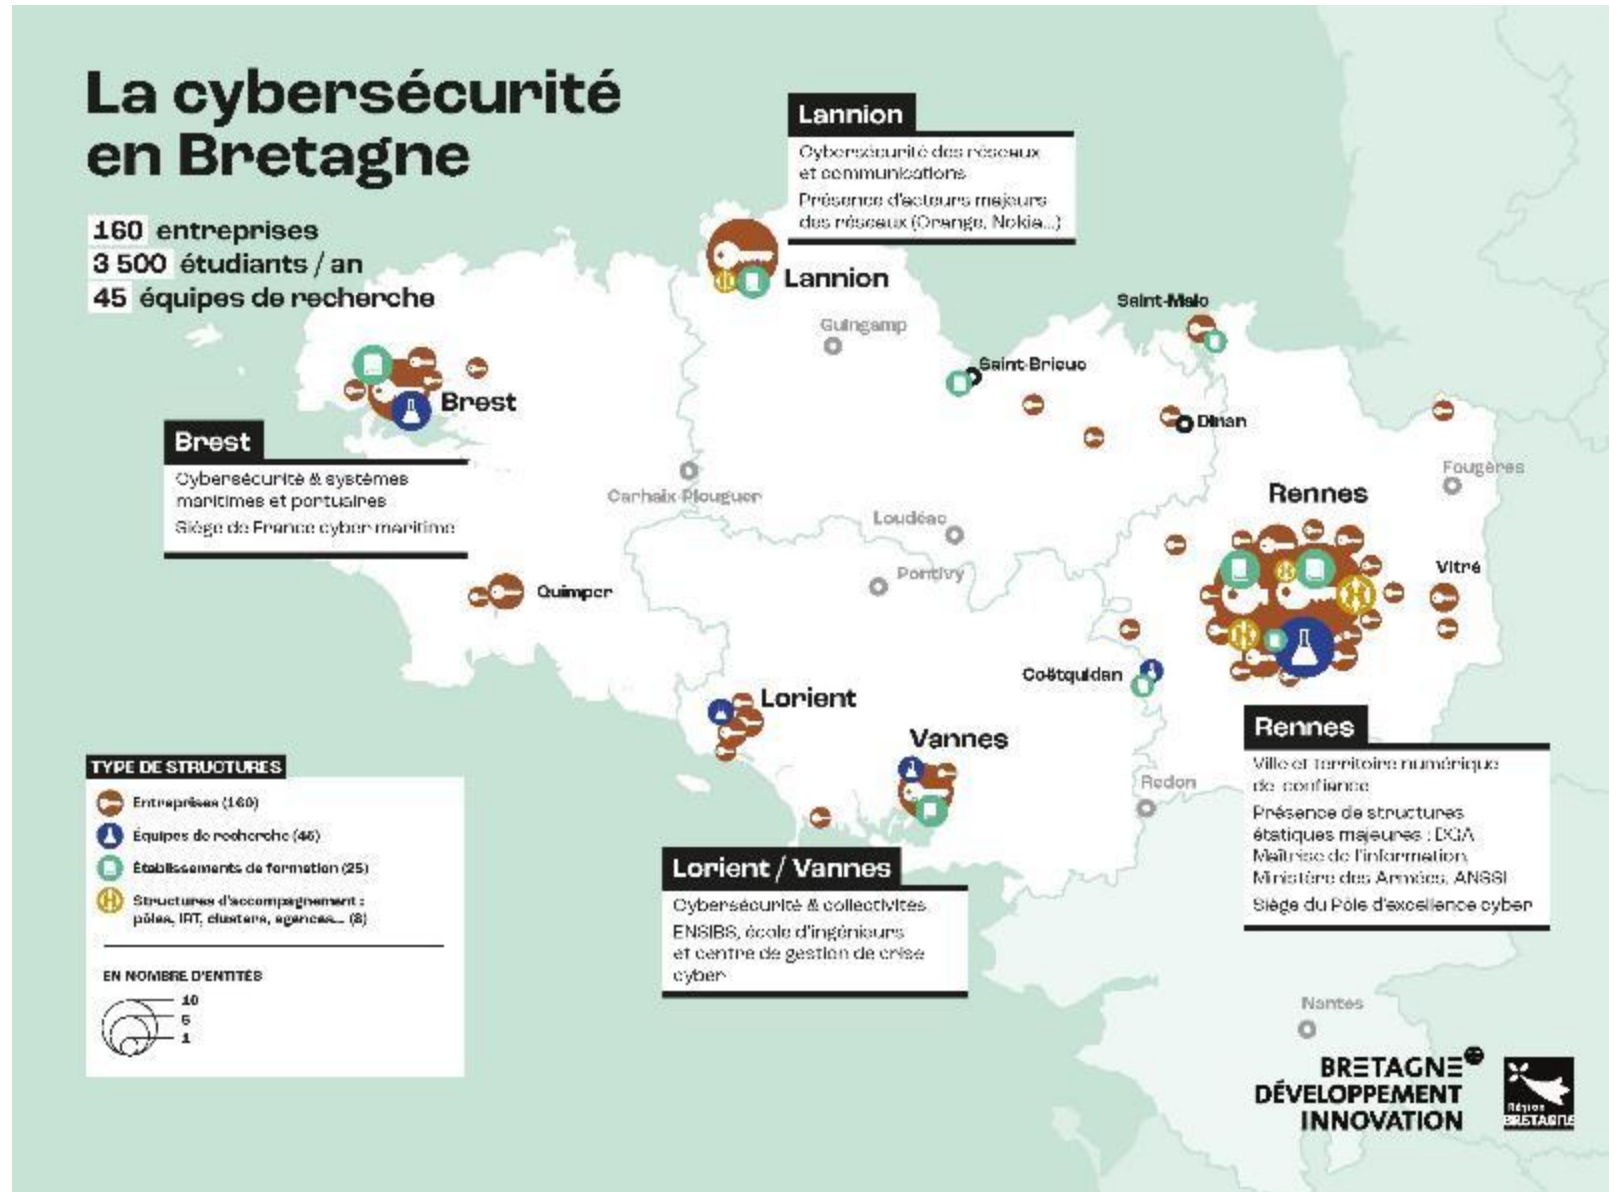 La cybersécurité
en Bretagne
160 entreprises
3 500 étudiants / an
45 équipes de recherche
Lannion
Cybersécurité des réseaux
et communications
Présence d'acteurs majeurs
des réseaux (Orange, Nokia...)
Lannion
Guingamp
Saint-Malo
Saint-Brieuc
Dinan
Brest
Brest
Cybersécurité & systèmes
maritimes et portuaires
Siège de France cyber maritime
Carhaix-Plouguer
Loudéac
Pontivy
Fougères
Rennes
Vitré
Quimper
Coëtquidan
Lorient
Vannes
Redon
Rennes
Ville et territoire numérique
de confiance
Présence de structures
étatiques majeures : DGA
Maîtrise de l'information,
Ministère des Armées, ANSSI
Siège du Pôle d'excellence cyber
Lorient / Vannes
Cybersécurité & collectivités
ENSIBS, école d'ingénieurs
et centre de gestion de crise
cyber
TYPE DE STRUCTURES
Entreprises (160)
Équipes de recherche (45)
Établissements de formation (25)
Structures d'accompagnement :
pôles, IRT, clusters, agences... (8)
EN NOMBRE D'ENTITÉS
10
5
1
Nantes
BRETAGNE
DÉVELOPPEMENT
INNOVATION
Région
BRETAGNE